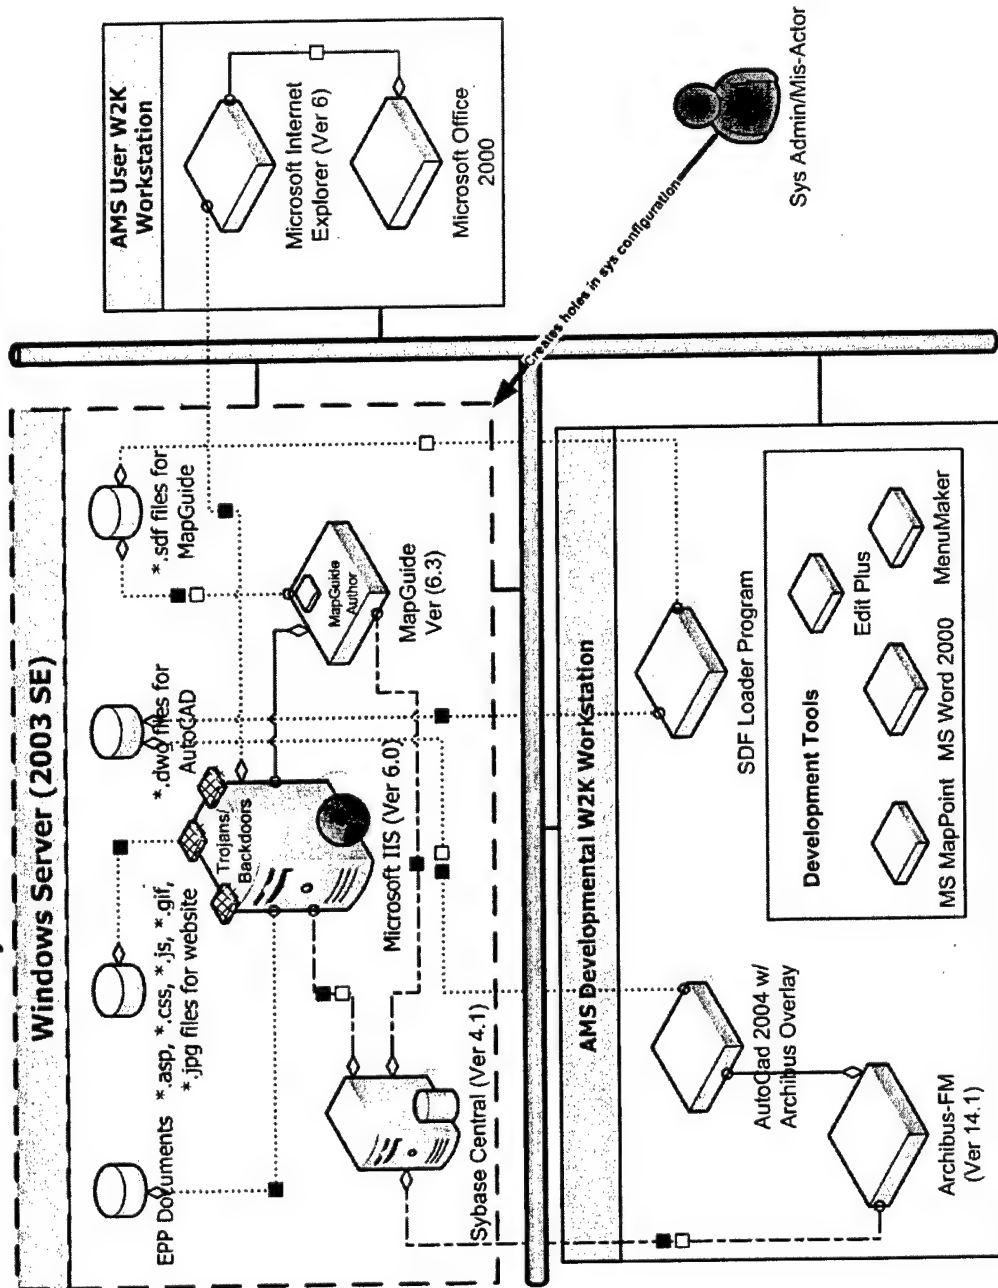 Windows Server (2003 SE)
EPP Documents
*.asp, *.css, *.js, *.gif,
*.jpg files for website
*.dwg files for
AutoCAD
*.sdf files for
MapGuide
Trojans/
Backdoors
MapGuide
Author
MapGuide
Ver (6.3)
Microsoft IIS (Ver 6.0)
Sybase Central (Ver 4.1)
AMS User W2K
Workstation
Microsoft Internet
Explorer (Ver 6)
Microsoft Office
2000
Creates holes in sys configuration
Sys Admin/Mis-Actor
AMS Developmental W2K Workstation
AutoCad 2004 w/
Archibus Overlay
Archibus-FM
(Ver 14.1)
SDF Loader Program
Development Tools
Edit Plus
MS MapPoint
MS Word 2000
MenuMaker